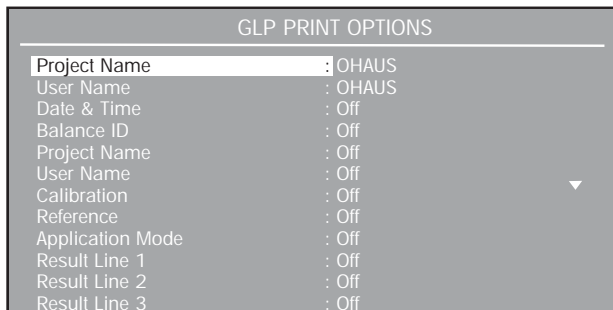 GLP PRINT OPTIONS
Project Name : OHAUS
User Name : OHAUS
Date & Time : Off
Balance ID : Off
Project Name : Off
User Name : Off
Calibration : Off
Reference : Off
Application Mode : Off
Result Line 1 : Off
Result Line 2 : Off
Result Line 3 : Off